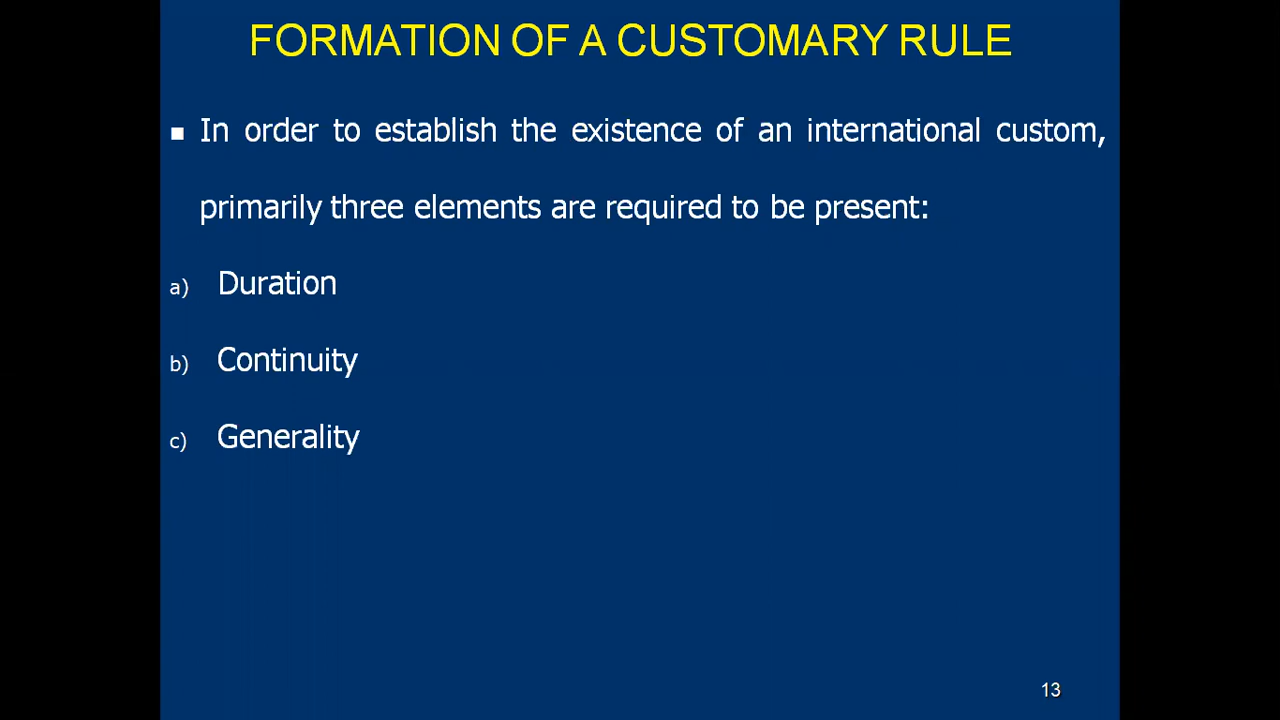 FORMATION OF A CUSTOMARY RULE
▪ In order to establish the existence of an international custom,
primarily three elements are required to be present:
a) Duration
b) Continuity
c) Generality
13